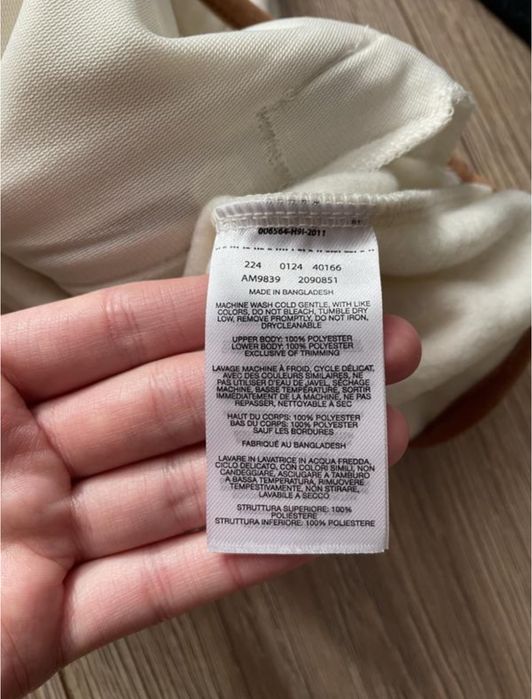 006564-H9I-2011
224 0124 40166
AM9839 2090851
MADE IN BANGLADESH
MACHINE WASH COLD GENTLE, WITH LIKE
COLORS, DO NOT BLEACH, TUMBLE DRY
LOW, REMOVE PROMPTLY, DO NOT IRON,
DRYCLEANABLE
UPPER BODY: 100% POLYESTER
LOWER BODY: 100% POLYESTER
EXCLUSIVE OF TRIMMING
LAVAGE MACHINE À FROID, CYCLE DÉLICAT,
AVEC DES COULEURS SIMILAIRES, NE
PAS UTILISER D'EAU DE JAVEL, SÉCHAGE
MACHINE, BASSE TEMPÉRATURE, SORTIR
IMMEDIATEMENT DE LA MACHINE, NE PAS
REPASSER, NETTOYABLE À SEC
HAUT DU CORPS: 100% POLYESTER
BAS DU CORPS: 100% POLYESTER
SAUF LES BORDURES
FABRIQUÉ AU BANGLADESH
LAVARE IN LAVATRICE IN ACQUA FREDDA,
CICLO DELICATO, CON COLORI SIMILI, NON
CANDEGGIARE, ASCIUGARE A TAMBURO
A BASSA TEMPERATURA, RIMUOVERE
TEMPESTIVAMENTE, NON STIRARE,
LAVABILE A SECCO
STRUTTURA SUPERIORE: 100%
POLIESTERE
STRUTTURA INFERIORE: 100% POLIESTERE